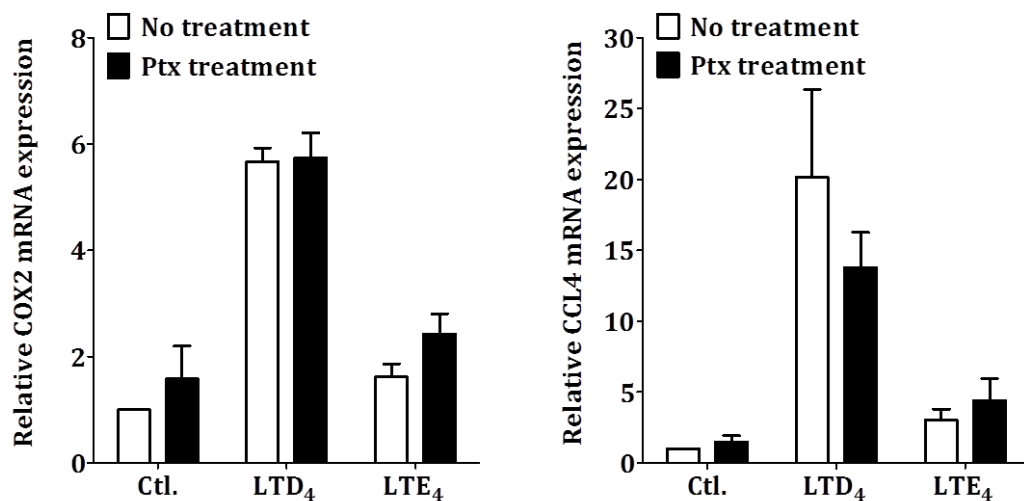 No treatment
Ptx treatment
Relative COX2 mRNA expression
8
6
4
2
0
Ctl.
LTD₄
LTE₄
No treatment
Ptx treatment
Relative CCL4 mRNA expression
30
25
20
15
10
5
0
Ctl.
LTD₄
LTE₄